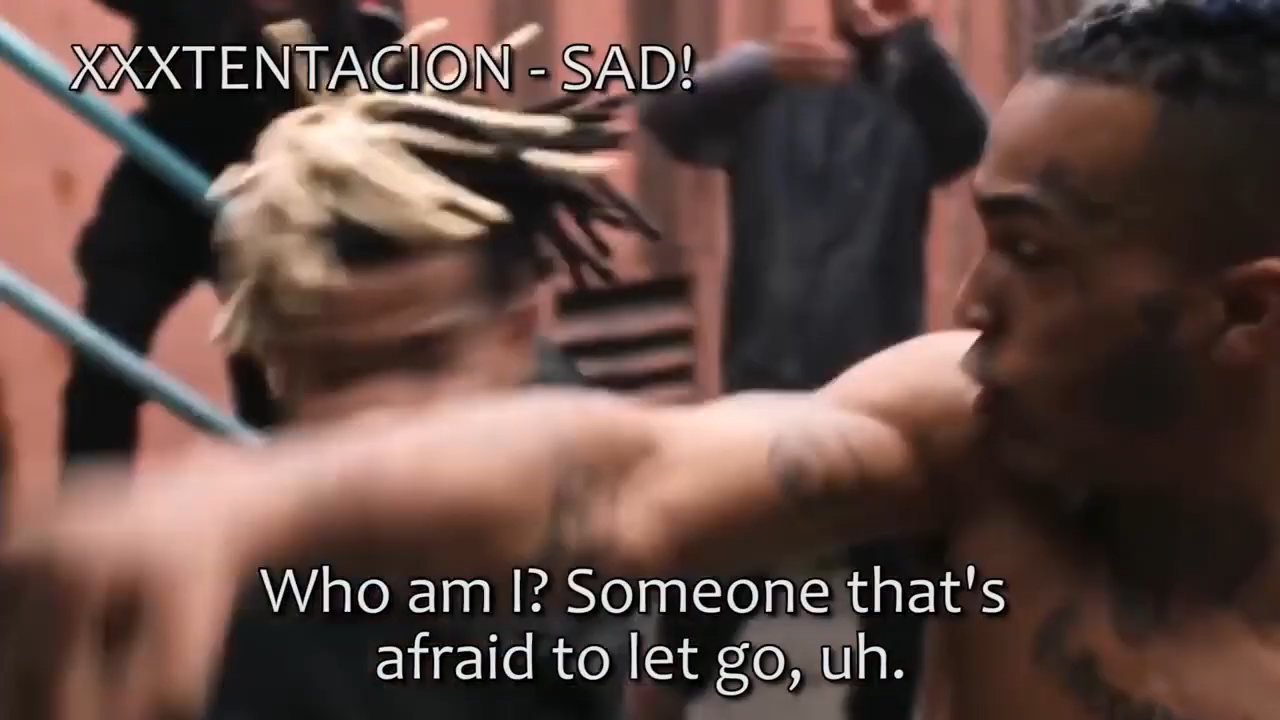 XXXTENTACION - SAD!
Who am I? Someone that's
afraid to let go, uh.